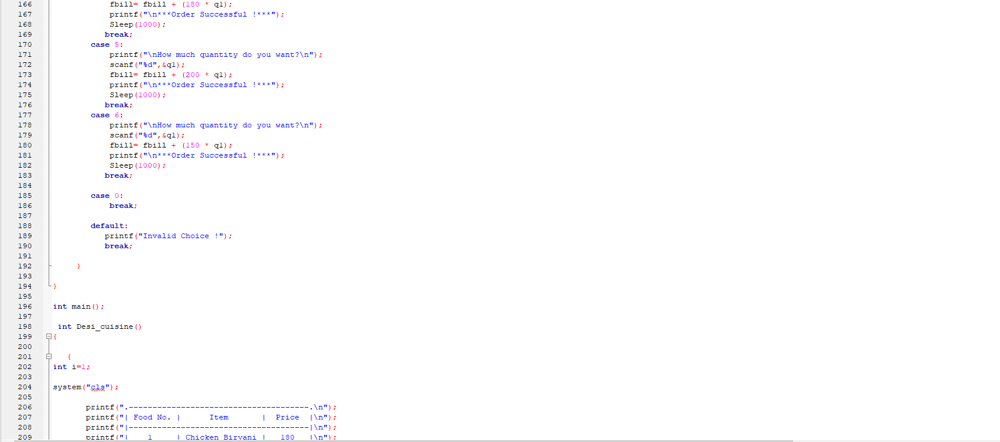 166 fbill= fbill + (180 * q1);
167 printf("\n***Order Successful !***");
168 Sleep(1000);
169 break;
170 case 5:
171 printf("\nHow much quantity do you want?\n");
172 scanf("%d",&q1);
173 fbill= fbill + (200 * q1);
174 printf("\n***Order Successful !***");
175 Sleep(1000);
176 break;
177 case 6:
178 printf("\nHow much quantity do you want?\n");
179 scanf("%d",&q1);
180 fbill= fbill + (150 * q1);
181 printf("\n***Order Successful !***");
182 Sleep(1000);
183 break;
184
185 case 0:
186 break;
187
188 default:
189 printf("Invalid Choice !");
190 break;
191
192 }
193
194 }
195
196 int main();
197
198 int Desi_cuisine()
199 {
200
201 {
202 int i=1;
203
204 system("cls");
205
206 printf(".--------------------------------------.\n");
207 printf("| Food No. |      Item       |  Price  |\n");
208 printf("|--------------------------------------|\n");
209 printf("|    1     | Chicken Biryani |   180   |\n");